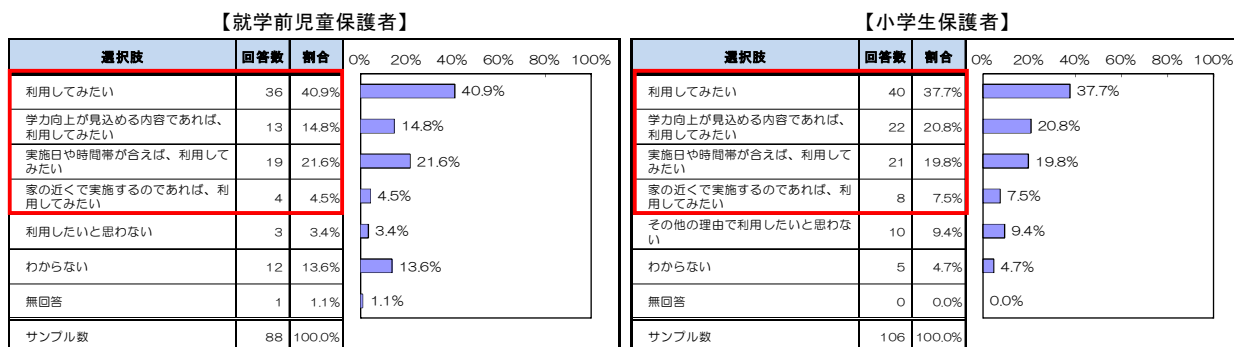 【就学前児童保護者】
選択肢 回答数 割合 0% 20% 40% 60% 80% 100%
利用してみたい 36 40.9% 40.9%
学力向上が見込める内容であれば、
利用してみたい 13 14.8% 14.8%
実施日や時間帯が合えば、利用して
みたい 19 21.6% 21.6%
家の近くで実施するのであれば、利
用してみたい 4 4.5% 4.5%
利用したいと思わない 3 3.4% 3.4%
わからない 12 13.6% 13.6%
無回答 1 1.1% 1.1%
サンプル数 88 100.0%
【小学生保護者】
選択肢 回答数 割合 0% 20% 40% 60% 80% 100%
利用してみたい 40 37.7% 37.7%
学力向上が見込める内容であれば、
利用してみたい 22 20.8% 20.8%
実施日や時間帯が合えば、利用して
みたい 21 19.8% 19.8%
家の近くで実施するのであれば、利
用してみたい 8 7.5% 7.5%
その他の理由で利用したいと思わな
い 10 9.4% 9.4%
わからない 5 4.7% 4.7%
無回答 0 0.0% 0.0%
サンプル数 106 100.0%